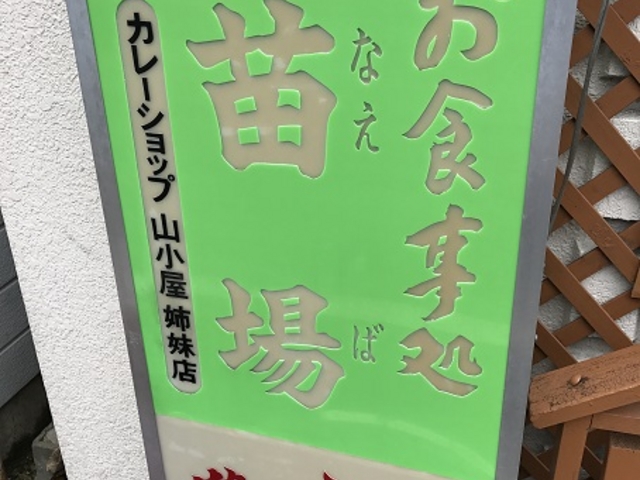 お食事処
なえば
苗場
カレーショップ 山小屋 姉妹店